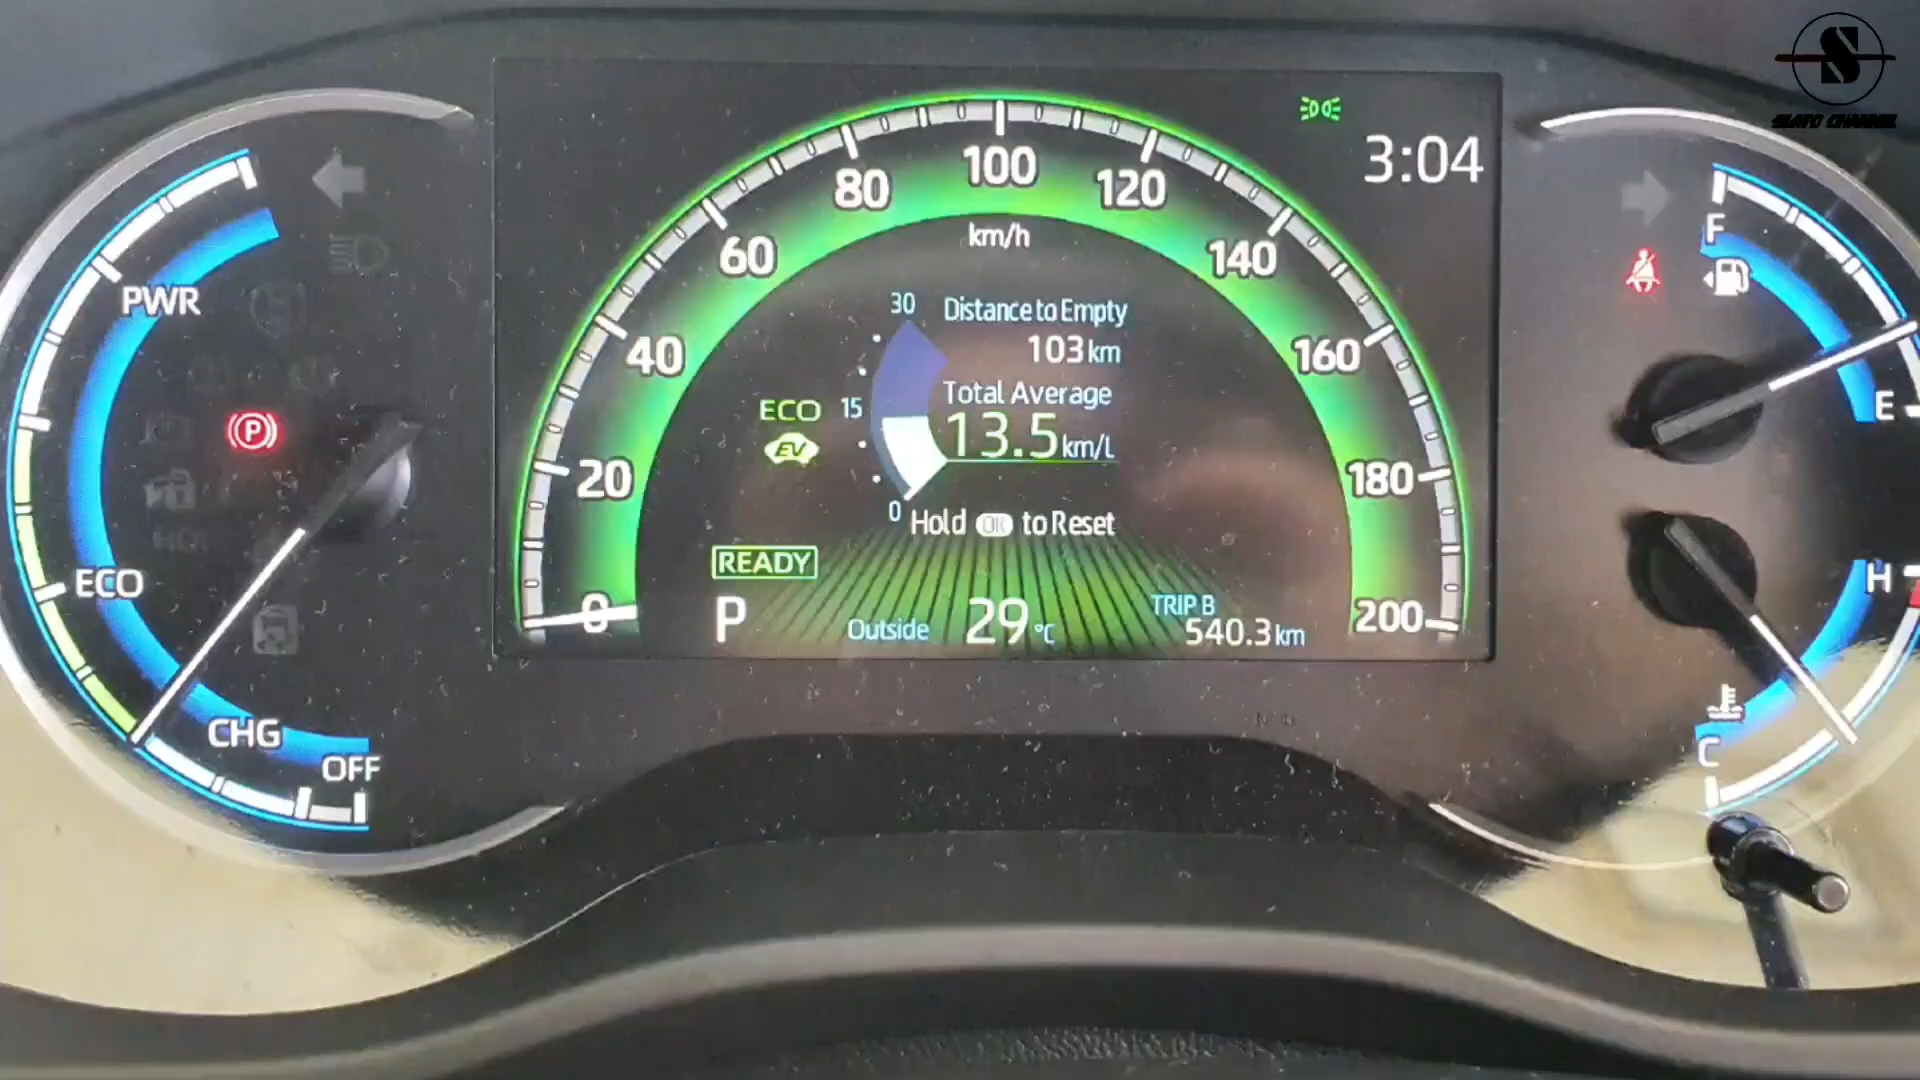 S
SLATO CHANNEL
PWR
ECO
CHG
OFF
P
0
20
40
60
80
100
120
140
160
180
200
km/h
3:04
30
15
0
Distance to Empty
103 km
Total Average
13.5 km/L
Hold OK to Reset
ECO
EV
READY
P
Outside 29 °C
TRIP B
540.3 km
F
E
H
C